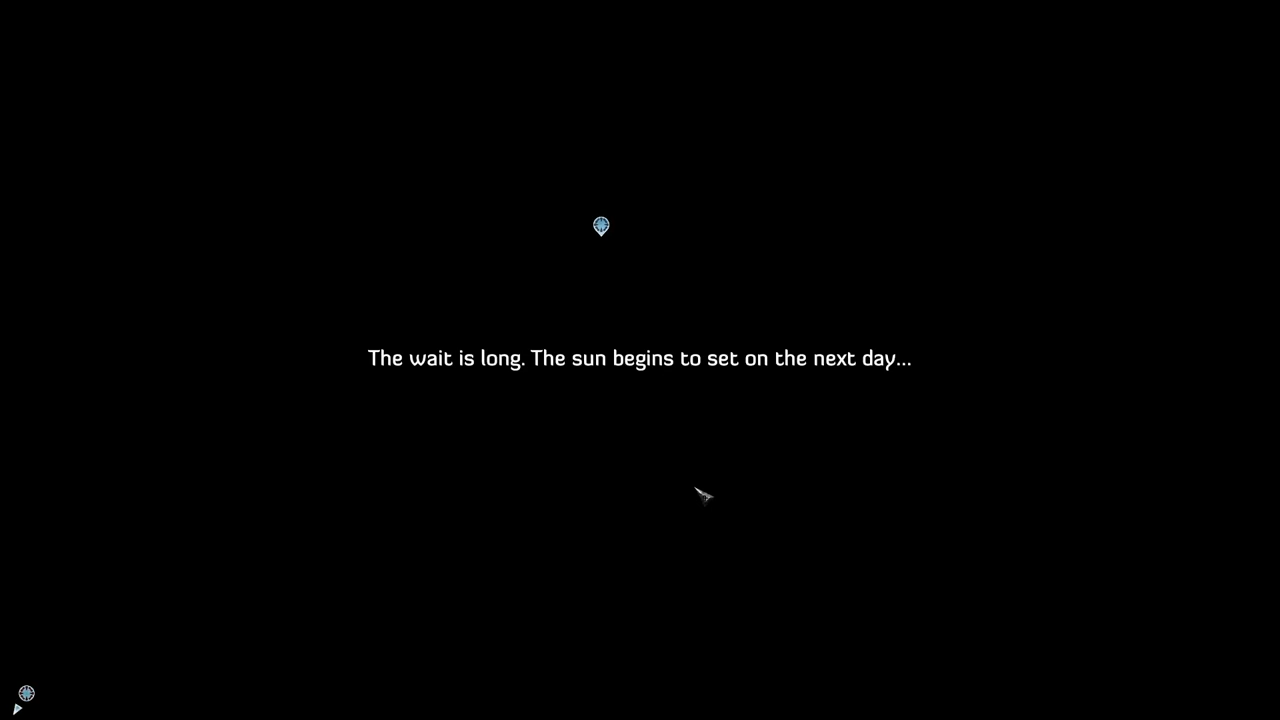 The wait is long. The sun begins to set on the next day...